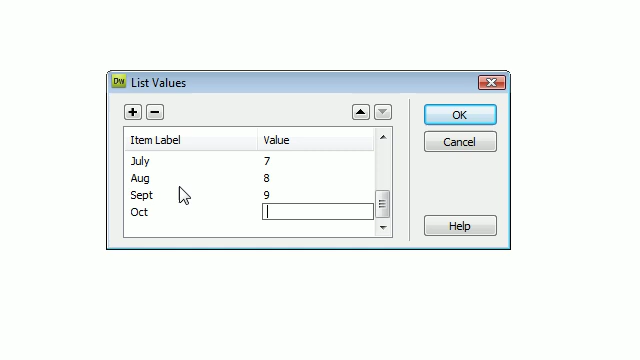 Dw List Values
OK
Cancel
Help
Item Label Value
July 7
Aug 8
Sept 9
Oct